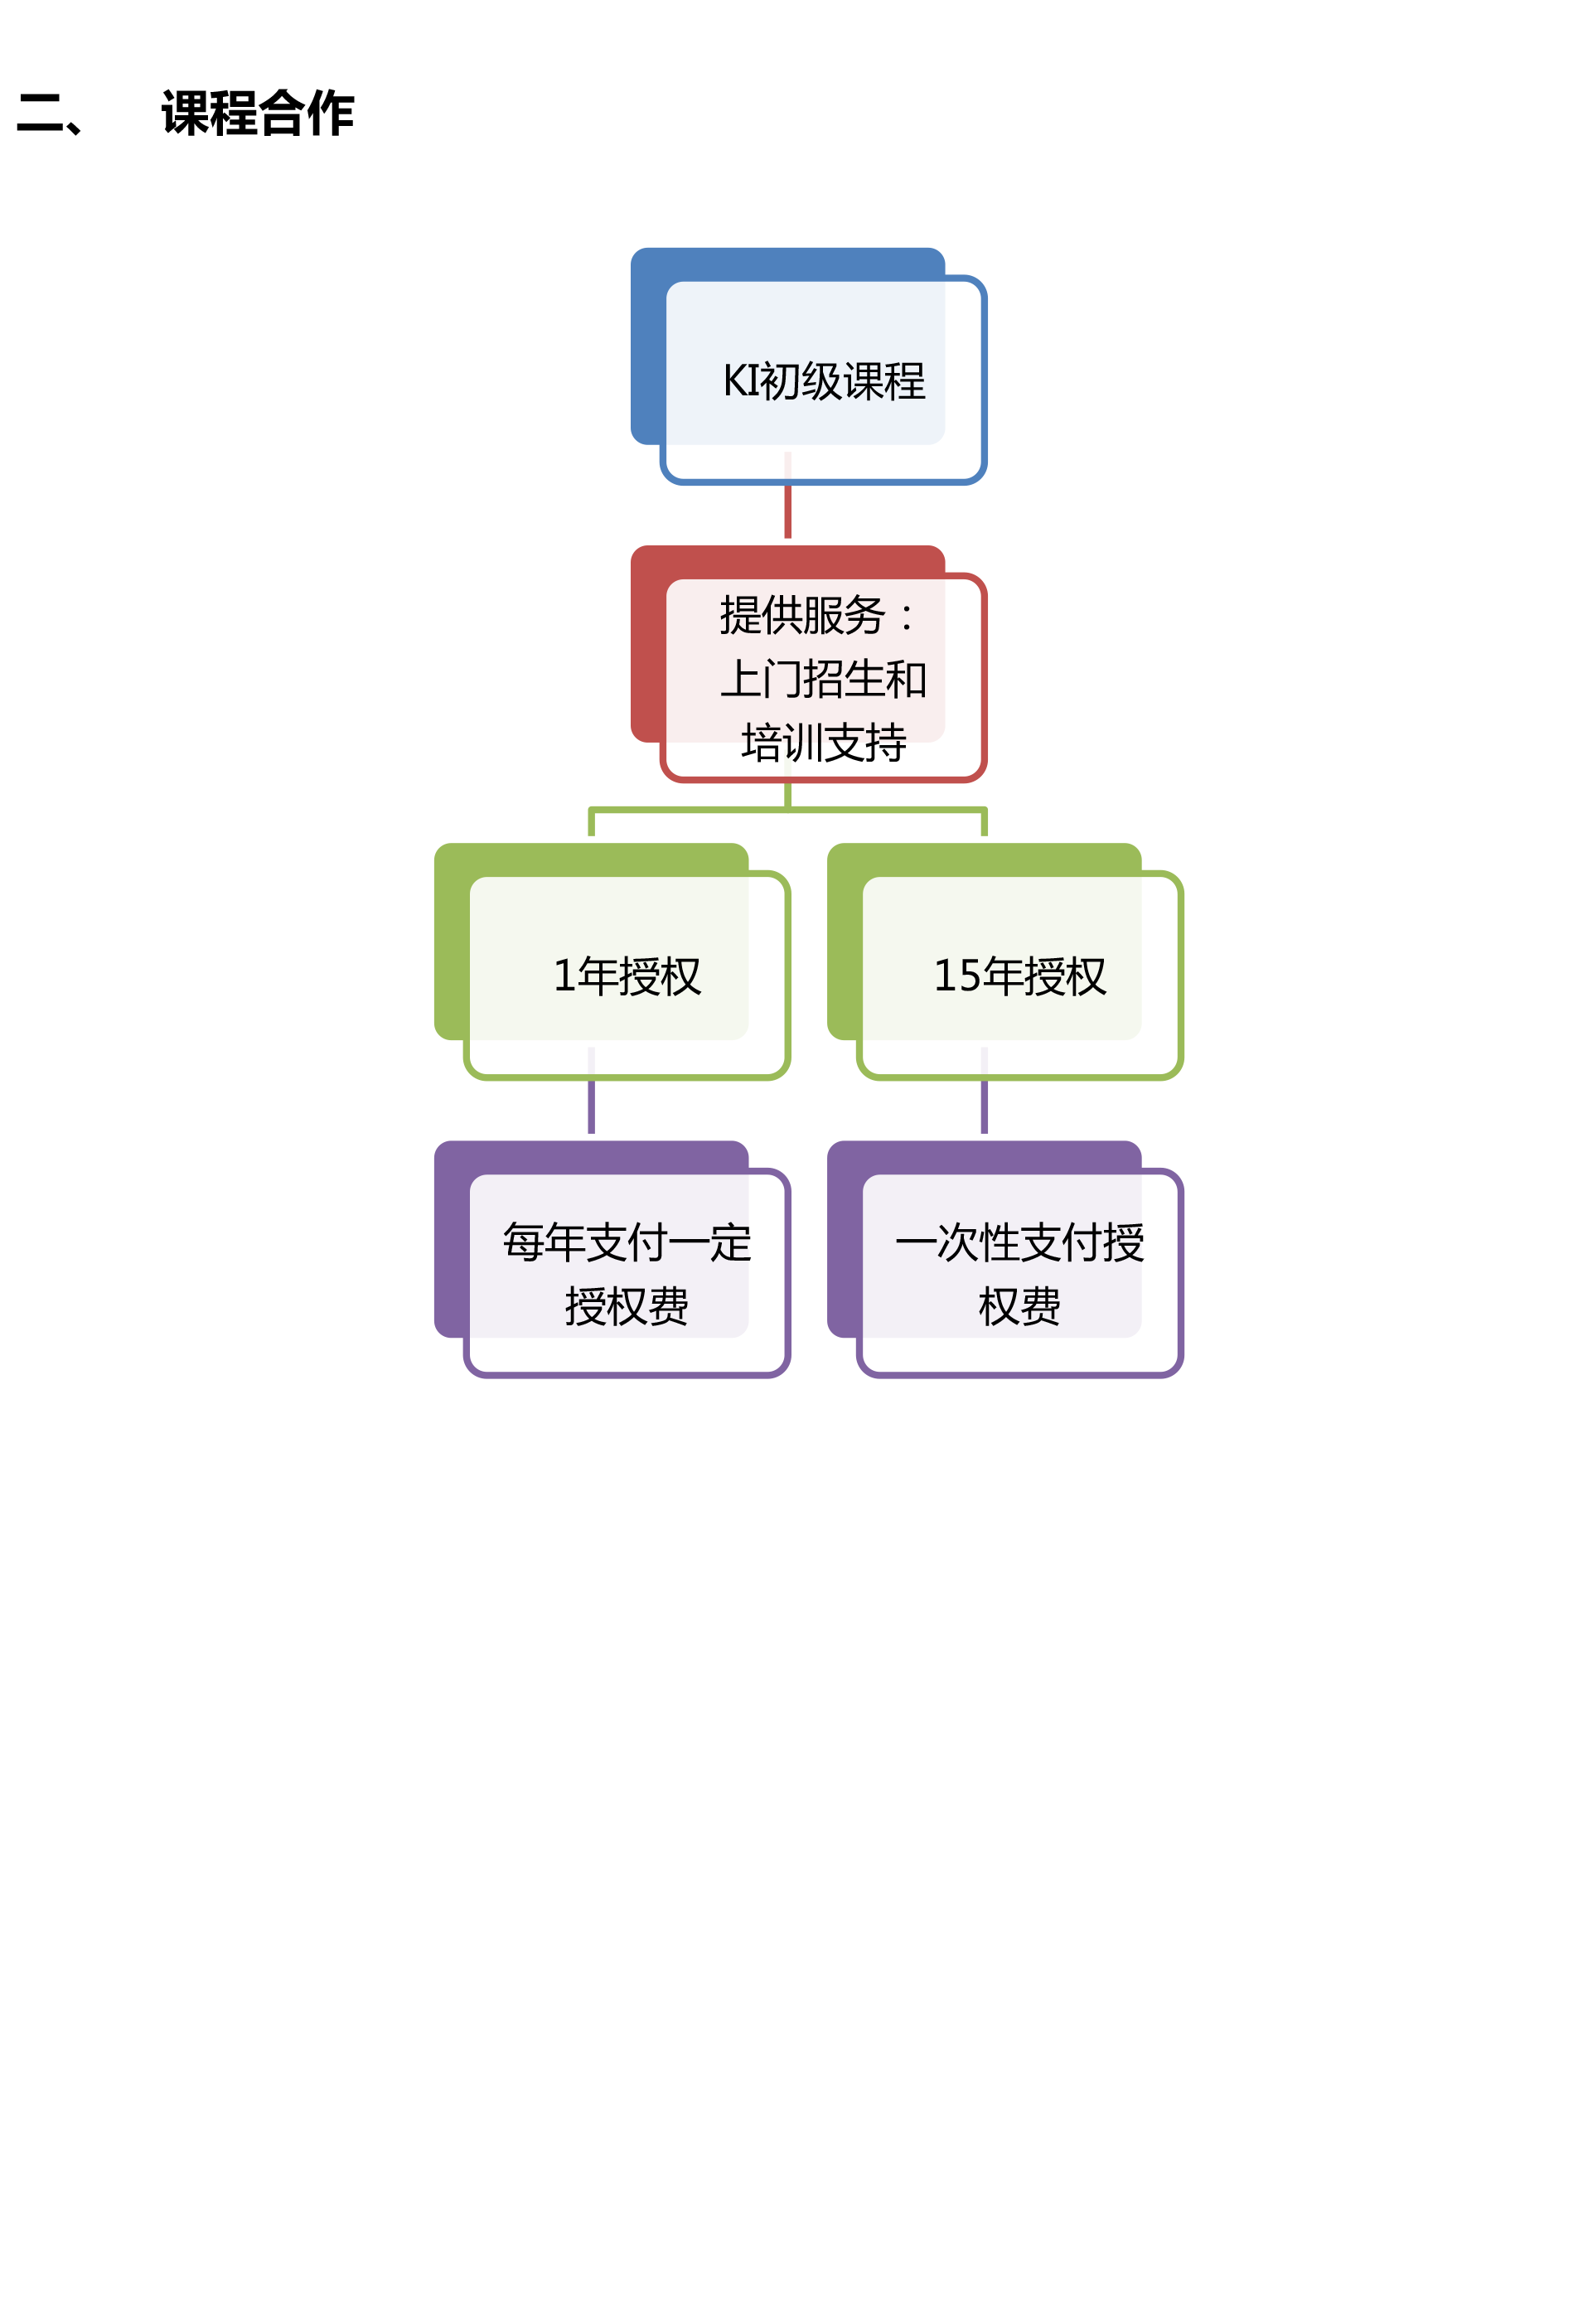 二、 课程合作
KI初级课程
提供服务：
上门招生和
培训支持
1年授权
15年授权
每年支付一定
授权费
一次性支付授
权费